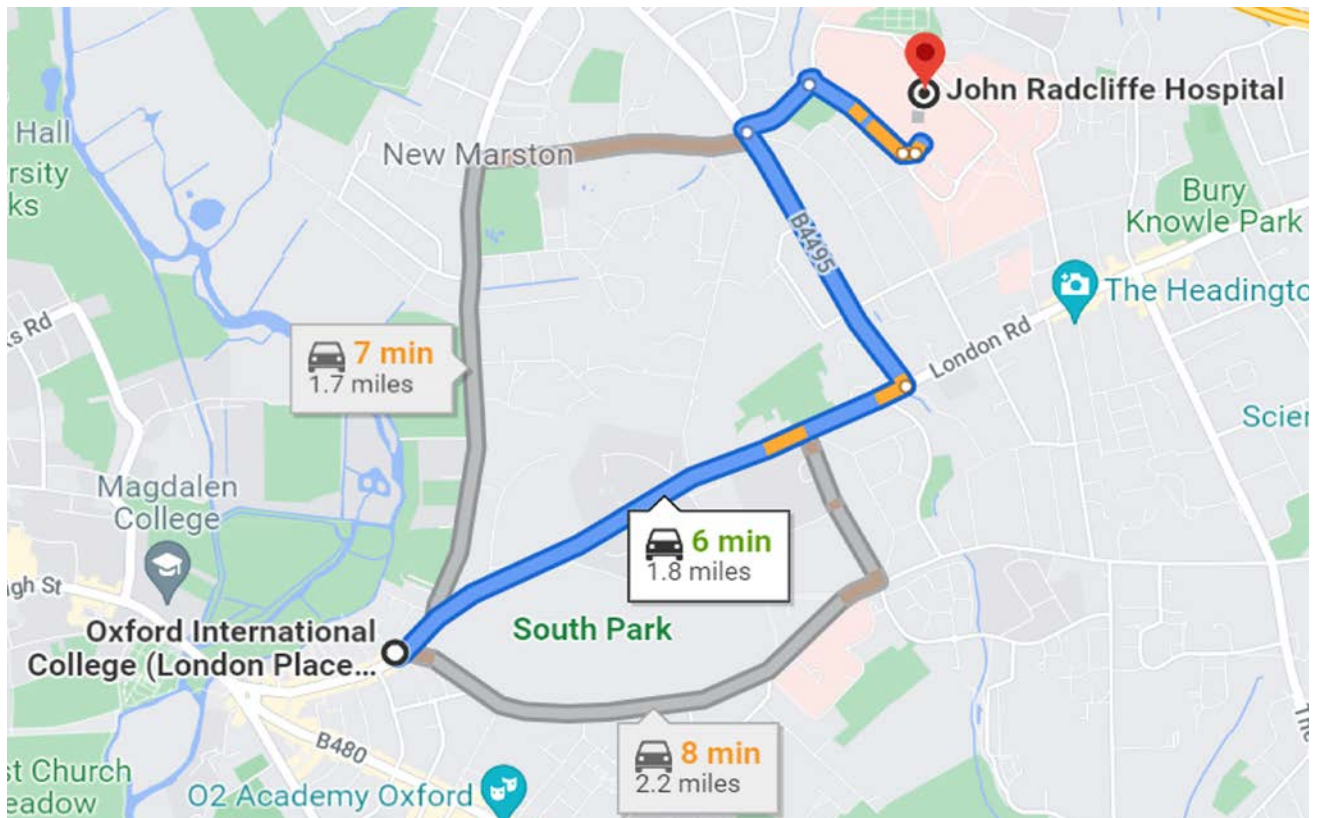 John Radcliffe Hospital
Hall
rsity
ks
New Marston
Bury
Knowle Park
B4495
The Headingto
London Rd
s Rd
7 min
1.7 miles
Scier
Magdalen
College
6 min
1.8 miles
igh St
Oxford International
College (London Place...
South Park
B480
8 min
2.2 miles
st Church
eadow
O2 Academy Oxford